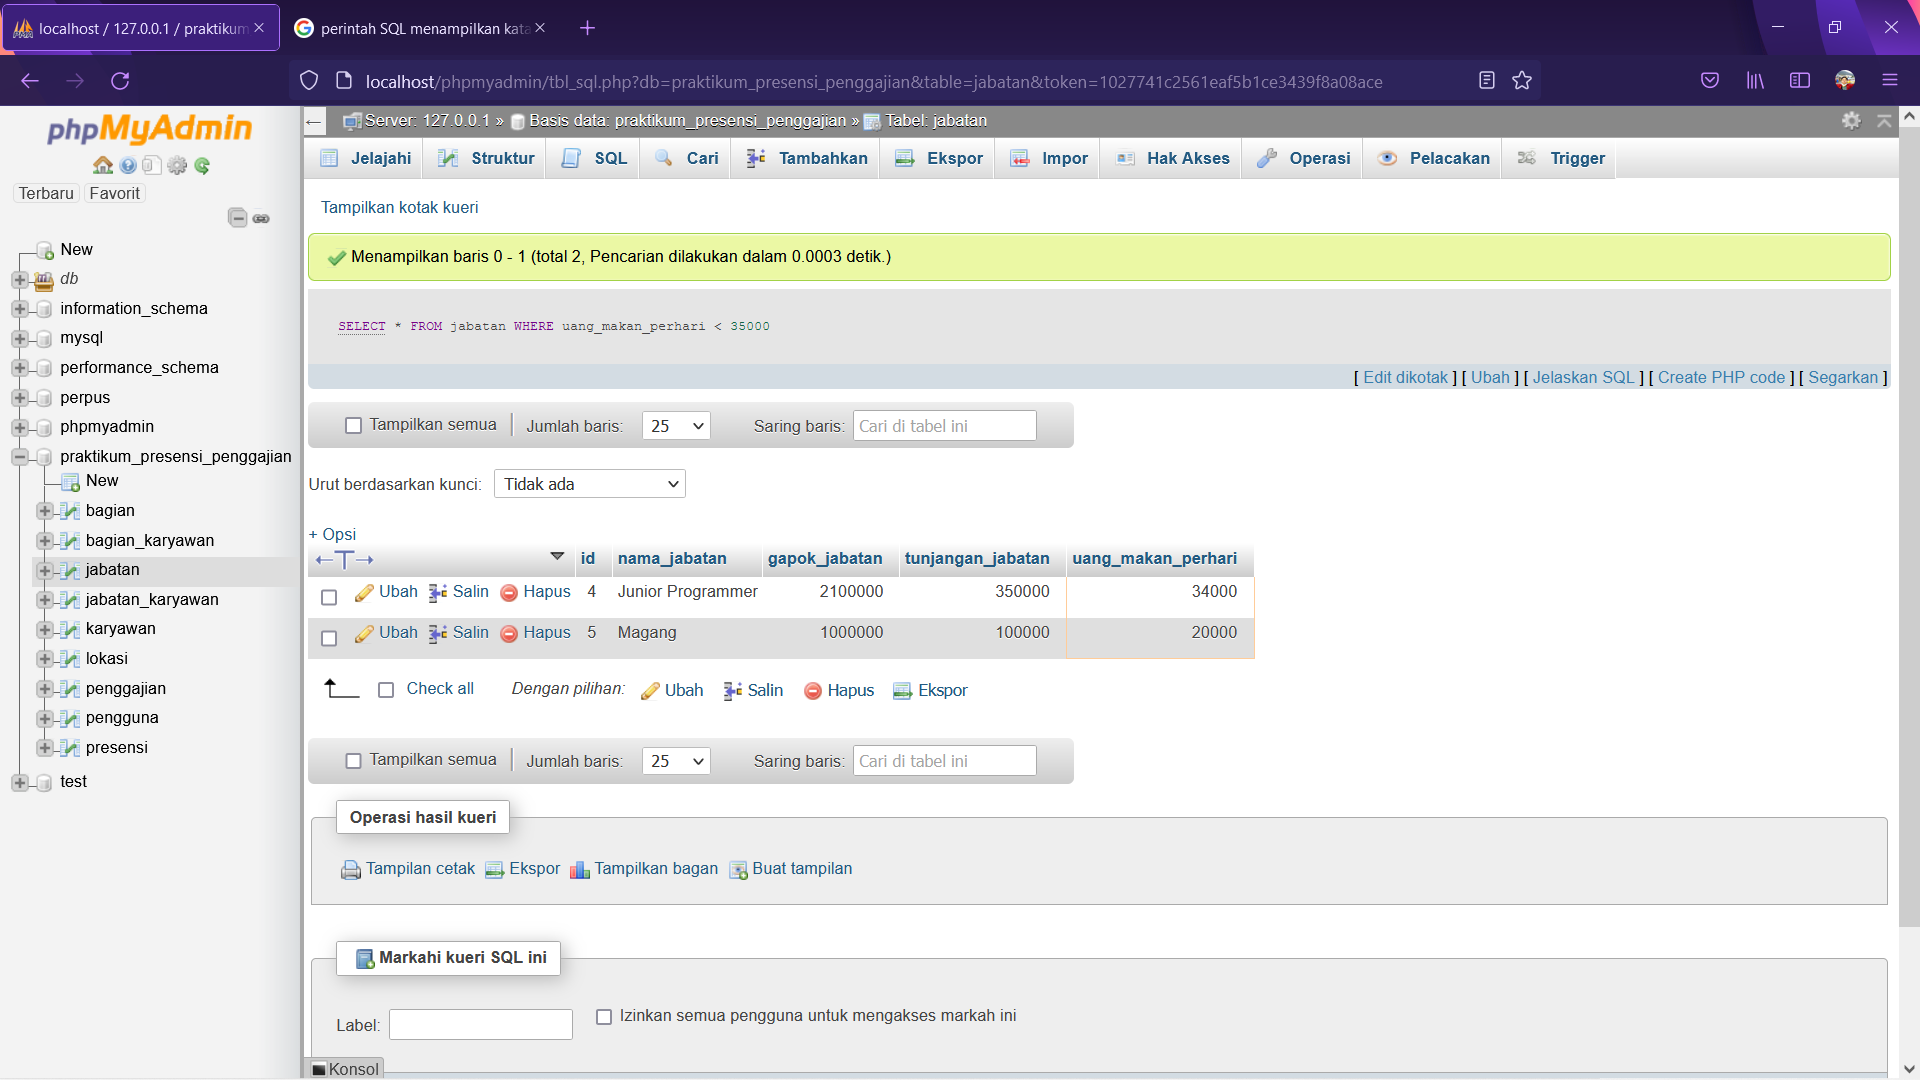 localhost / 127.0.0.1 / praktikum
perintah SQL menampilkan kata
localhost/phpmyadmin/tbl_sql.php?db=praktikum_presensi_penggajian&table=jabatan&token=1027741c2561eaf5b1ce3439f8a08ace
phpMyAdmin
Terbaru Favorit
New
db
information_schema
mysql
performance_schema
perpus
phpmyadmin
praktikum_presensi_penggajian
New
bagian
bagian_karyawan
jabatan
jabatan_karyawan
karyawan
lokasi
penggajian
pengguna
presensi
test
Server: 127.0.0.1 » Basis data: praktikum_presensi_penggajian » Tabel: jabatan
Jelajahi Struktur SQL Cari Tambahkan Ekspor Impor Hak Akses Operasi Pelacakan Trigger
Tampilkan kotak kueri
Menampilkan baris 0 - 1 (total 2, Pencarian dilakukan dalam 0.0003 detik.)
SELECT * FROM jabatan WHERE uang_makan_perhari < 35000
[ Edit dikotak ] [ Ubah ] [ Jelaskan SQL ] [ Create PHP code ] [ Segarkan ]
Tampilkan semua Jumlah baris: 25 Saring baris: Cari di tabel ini
Urut berdasarkan kunci: Tidak ada
+ Opsi
id nama_jabatan gapok_jabatan tunjangan_jabatan uang_makan_perhari
Ubah Salin Hapus 4 Junior Programmer 2100000 350000 34000
Ubah Salin Hapus 5 Magang 1000000 100000 20000
Check all Dengan pilihan: Ubah Salin Hapus Ekspor
Tampilkan semua Jumlah baris: 25 Saring baris: Cari di tabel ini
Operasi hasil kueri
Tampilan cetak Ekspor Tampilkan bagan Buat tampilan
Markahi kueri SQL ini
Label: Izinkan semua pengguna untuk mengakses markah ini
Konsol